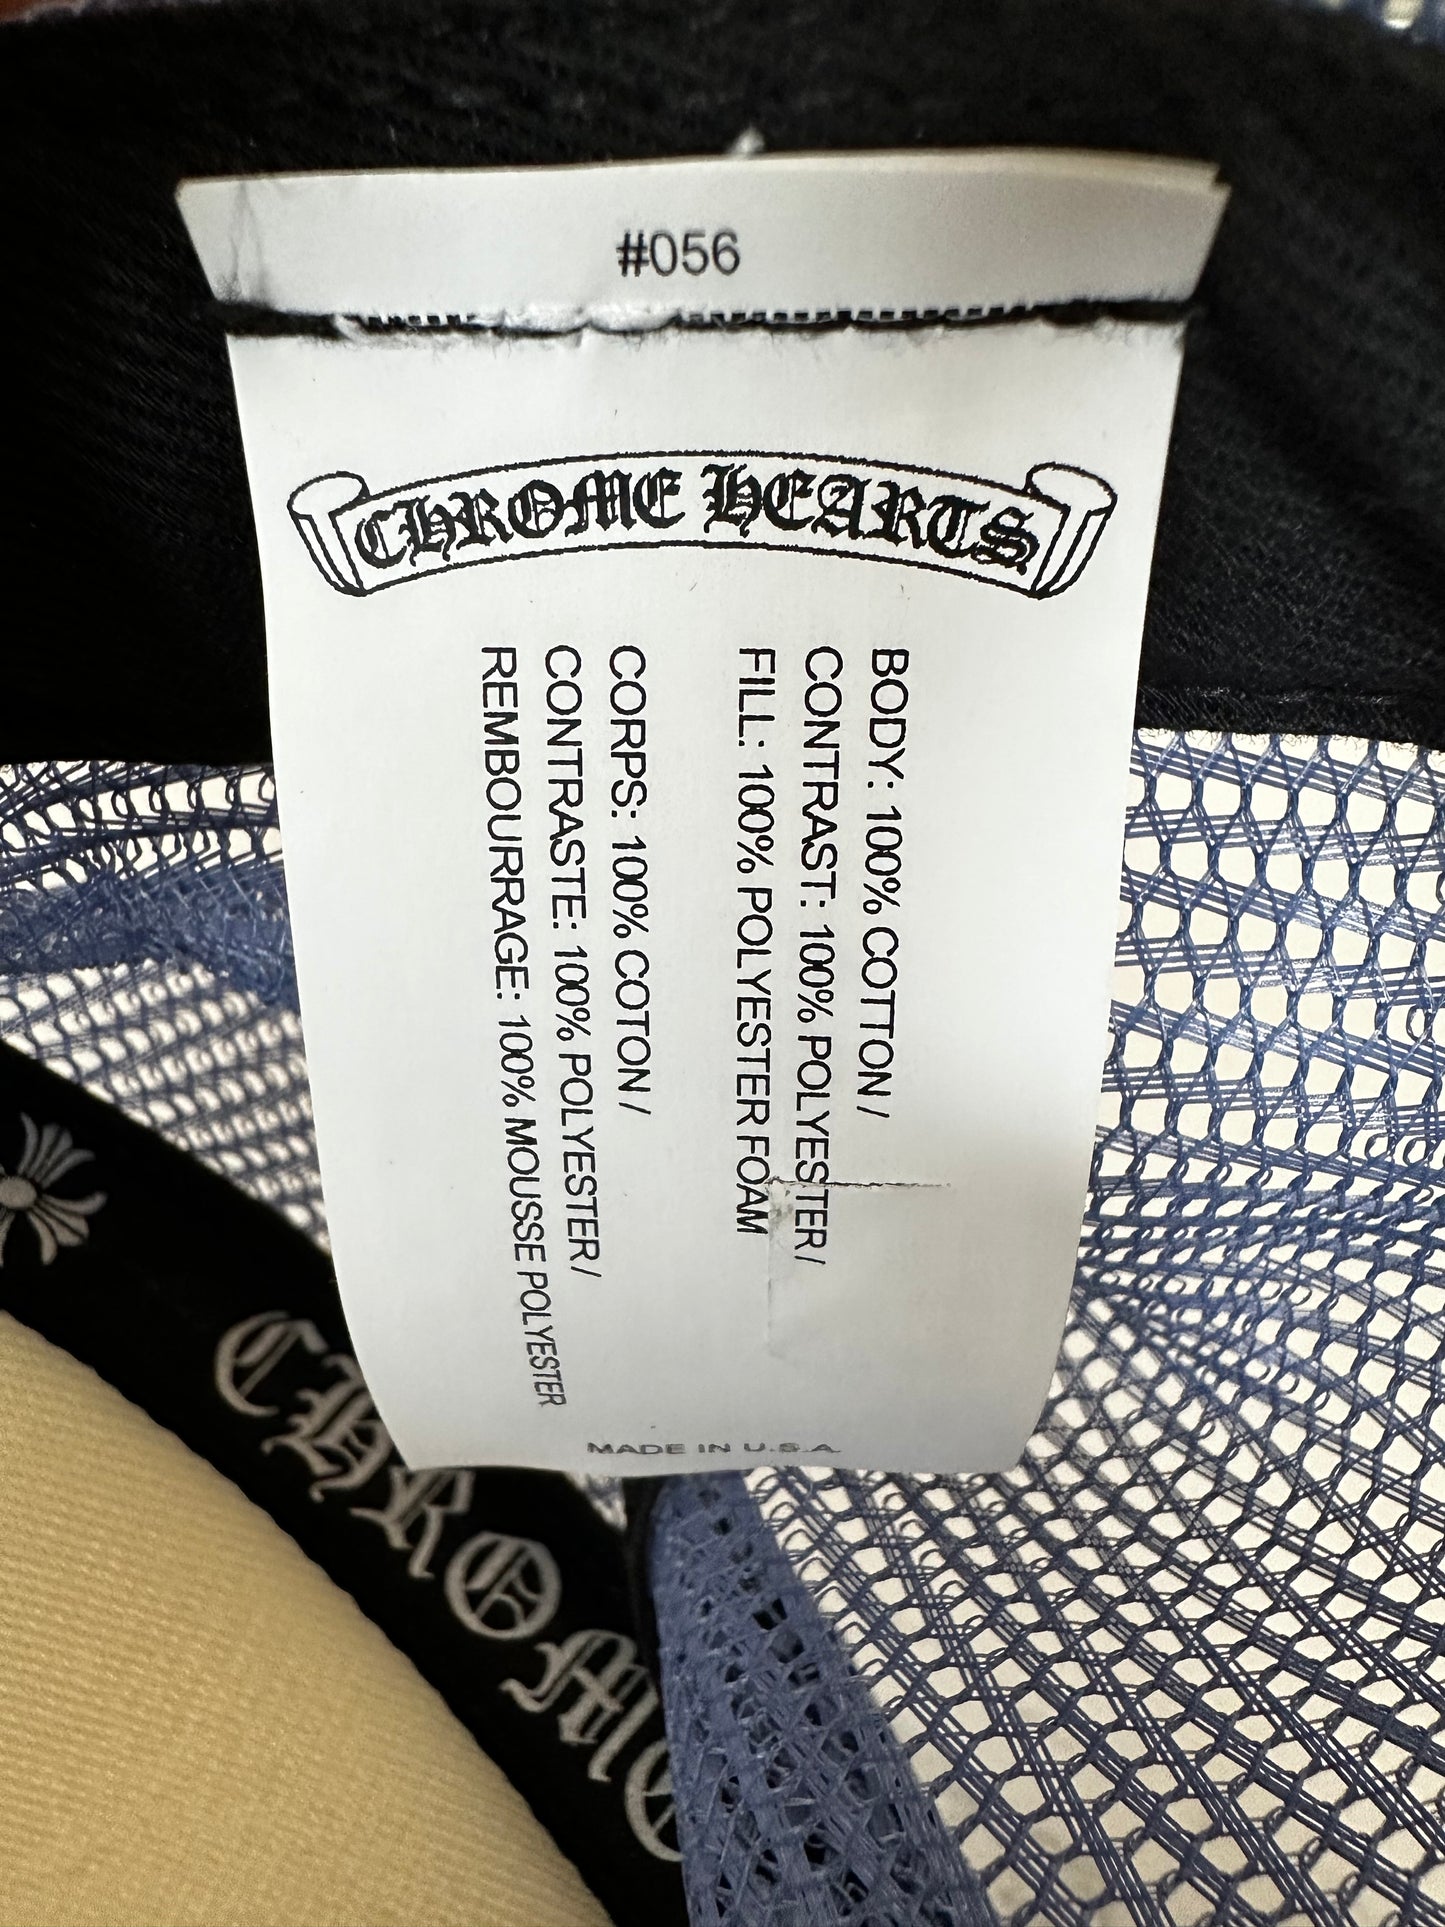 #056
CHROME HEARTS
BODY: 100% COTTON /
CONTRAST: 100% POLYESTER /
FILL: 100% POLYESTER FOAM
CORPS: 100% COTON /
CONTRASTE: 100% POLYESTER /
REMBOURRAGE: 100% MOUSSE POLYESTER
MADE IN U.S.A.
CHROME